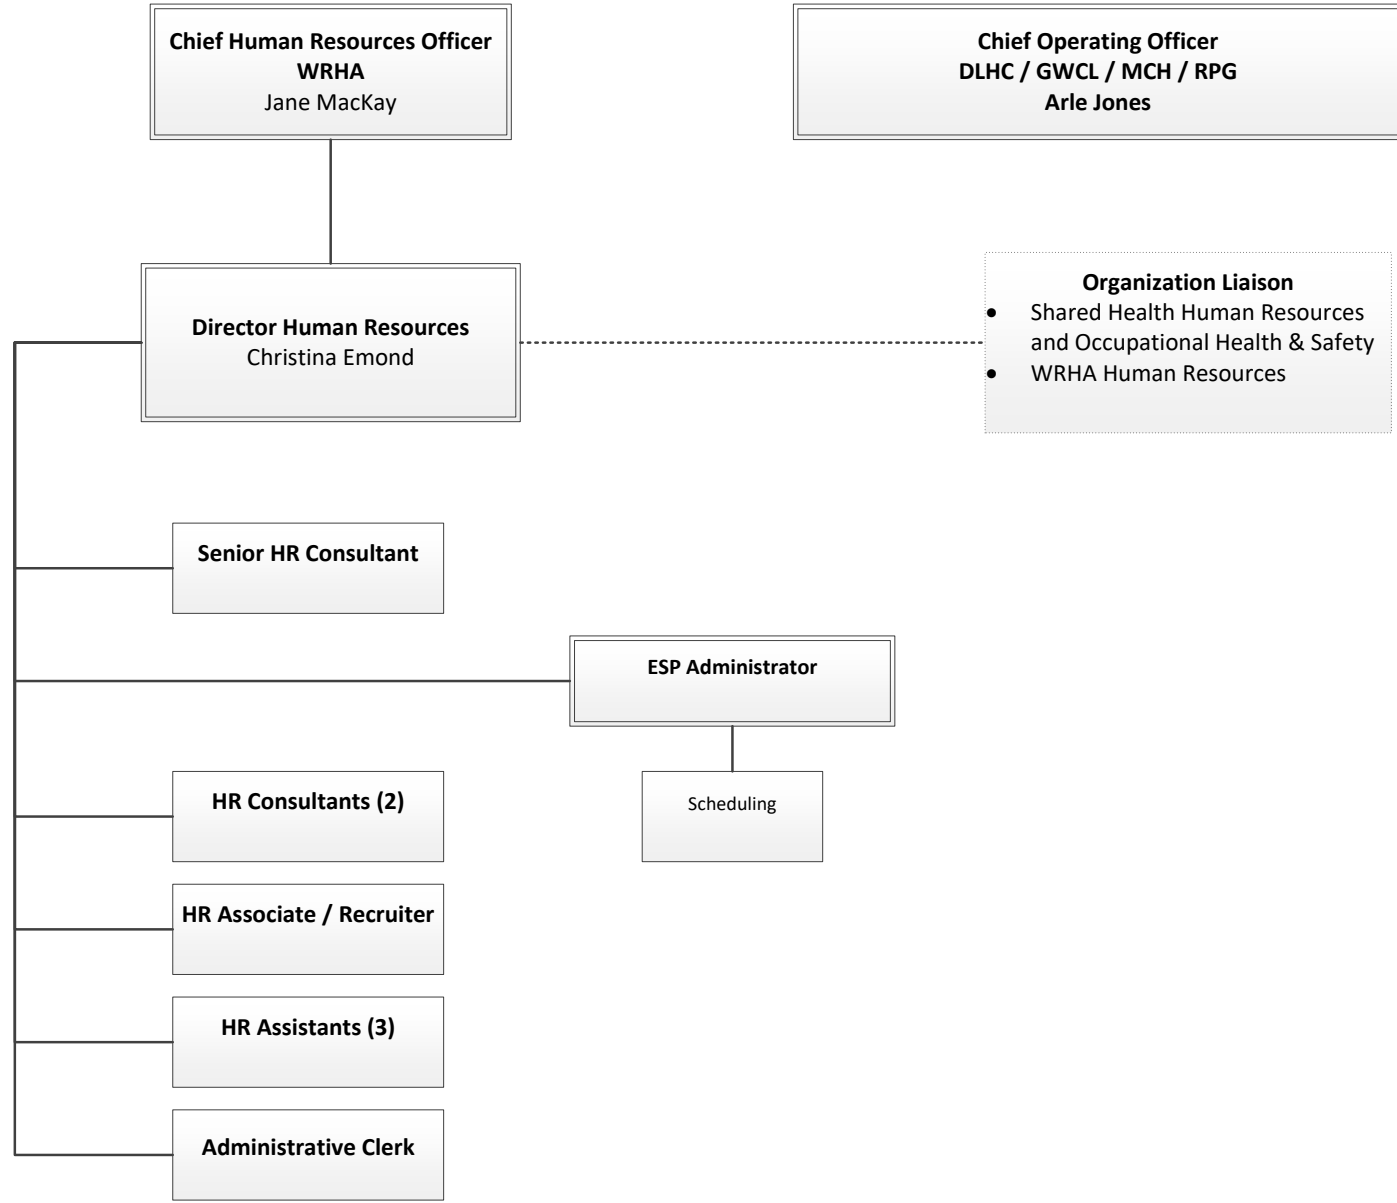 Chief Human Resources Officer
WRHA
Jane MacKay
Chief Operating Officer
DLHC / GWCL / MCH / RPG
Arle Jones
Director Human Resources
Christina Emond
Organization Liaison
• Shared Health Human Resources
and Occupational Health & Safety
• WRHA Human Resources
Senior HR Consultant
ESP Administrator
HR Consultants (2)
Scheduling
HR Associate / Recruiter
HR Assistants (3)
Administrative Clerk